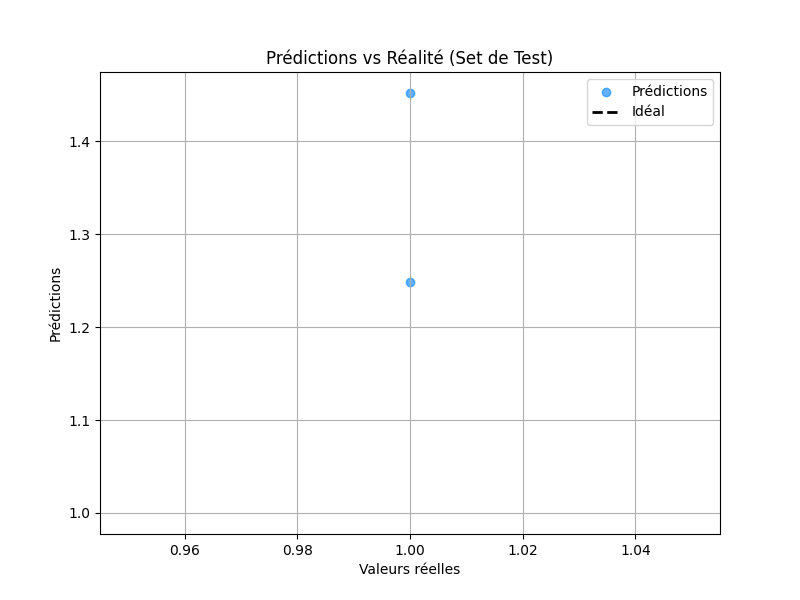 Prédictions vs Réalité (Set de Test)
Prédictions
Idéal
1.4
1.3
1.2
1.1
1.0
Prédictions
0.96
0.98
1.00
1.02
1.04
Valeurs réelles